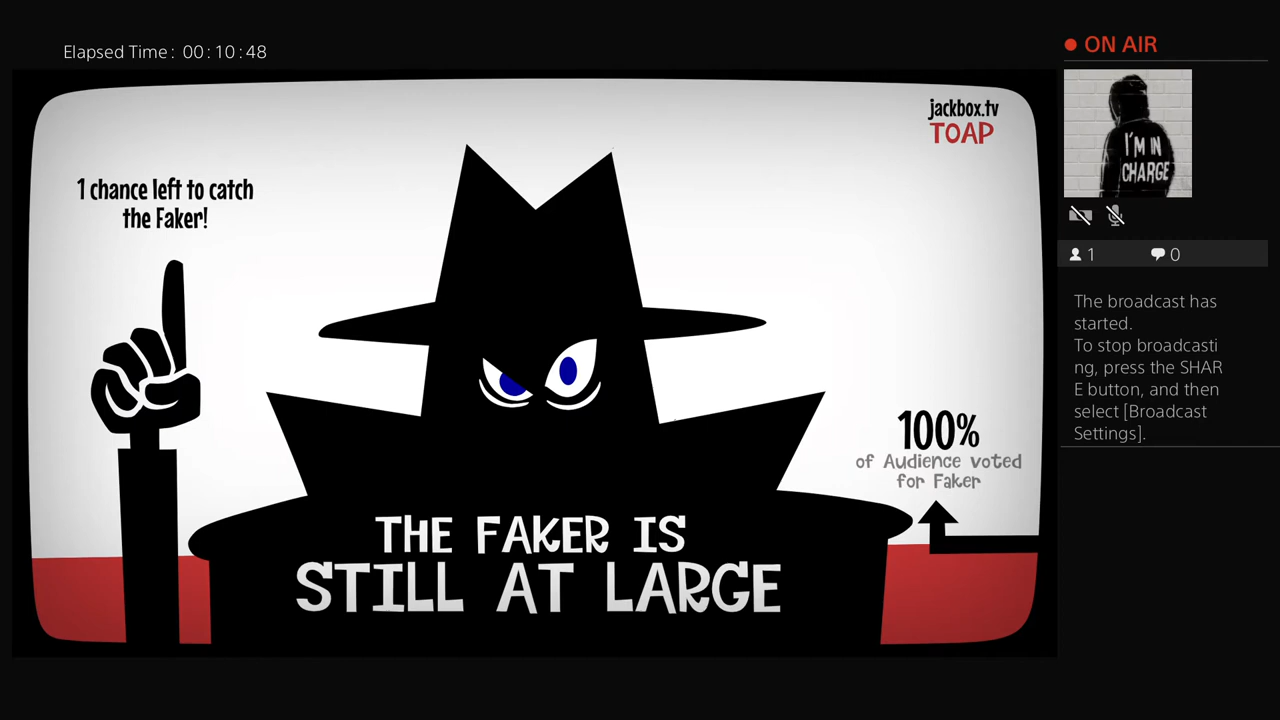 Elapsed Time: 00:10:48
ON AIR
jackbox.tv
TOAP
I'M IN
CHARGE
1 chance left to catch
the Faker!
1
0
The broadcast has
started.
To stop broadcasti
ng, press the SHAR
E button, and then
select [Broadcast
Settings].
100%
of Audience voted
for Faker
THE FAKER IS
STILL AT LARGE